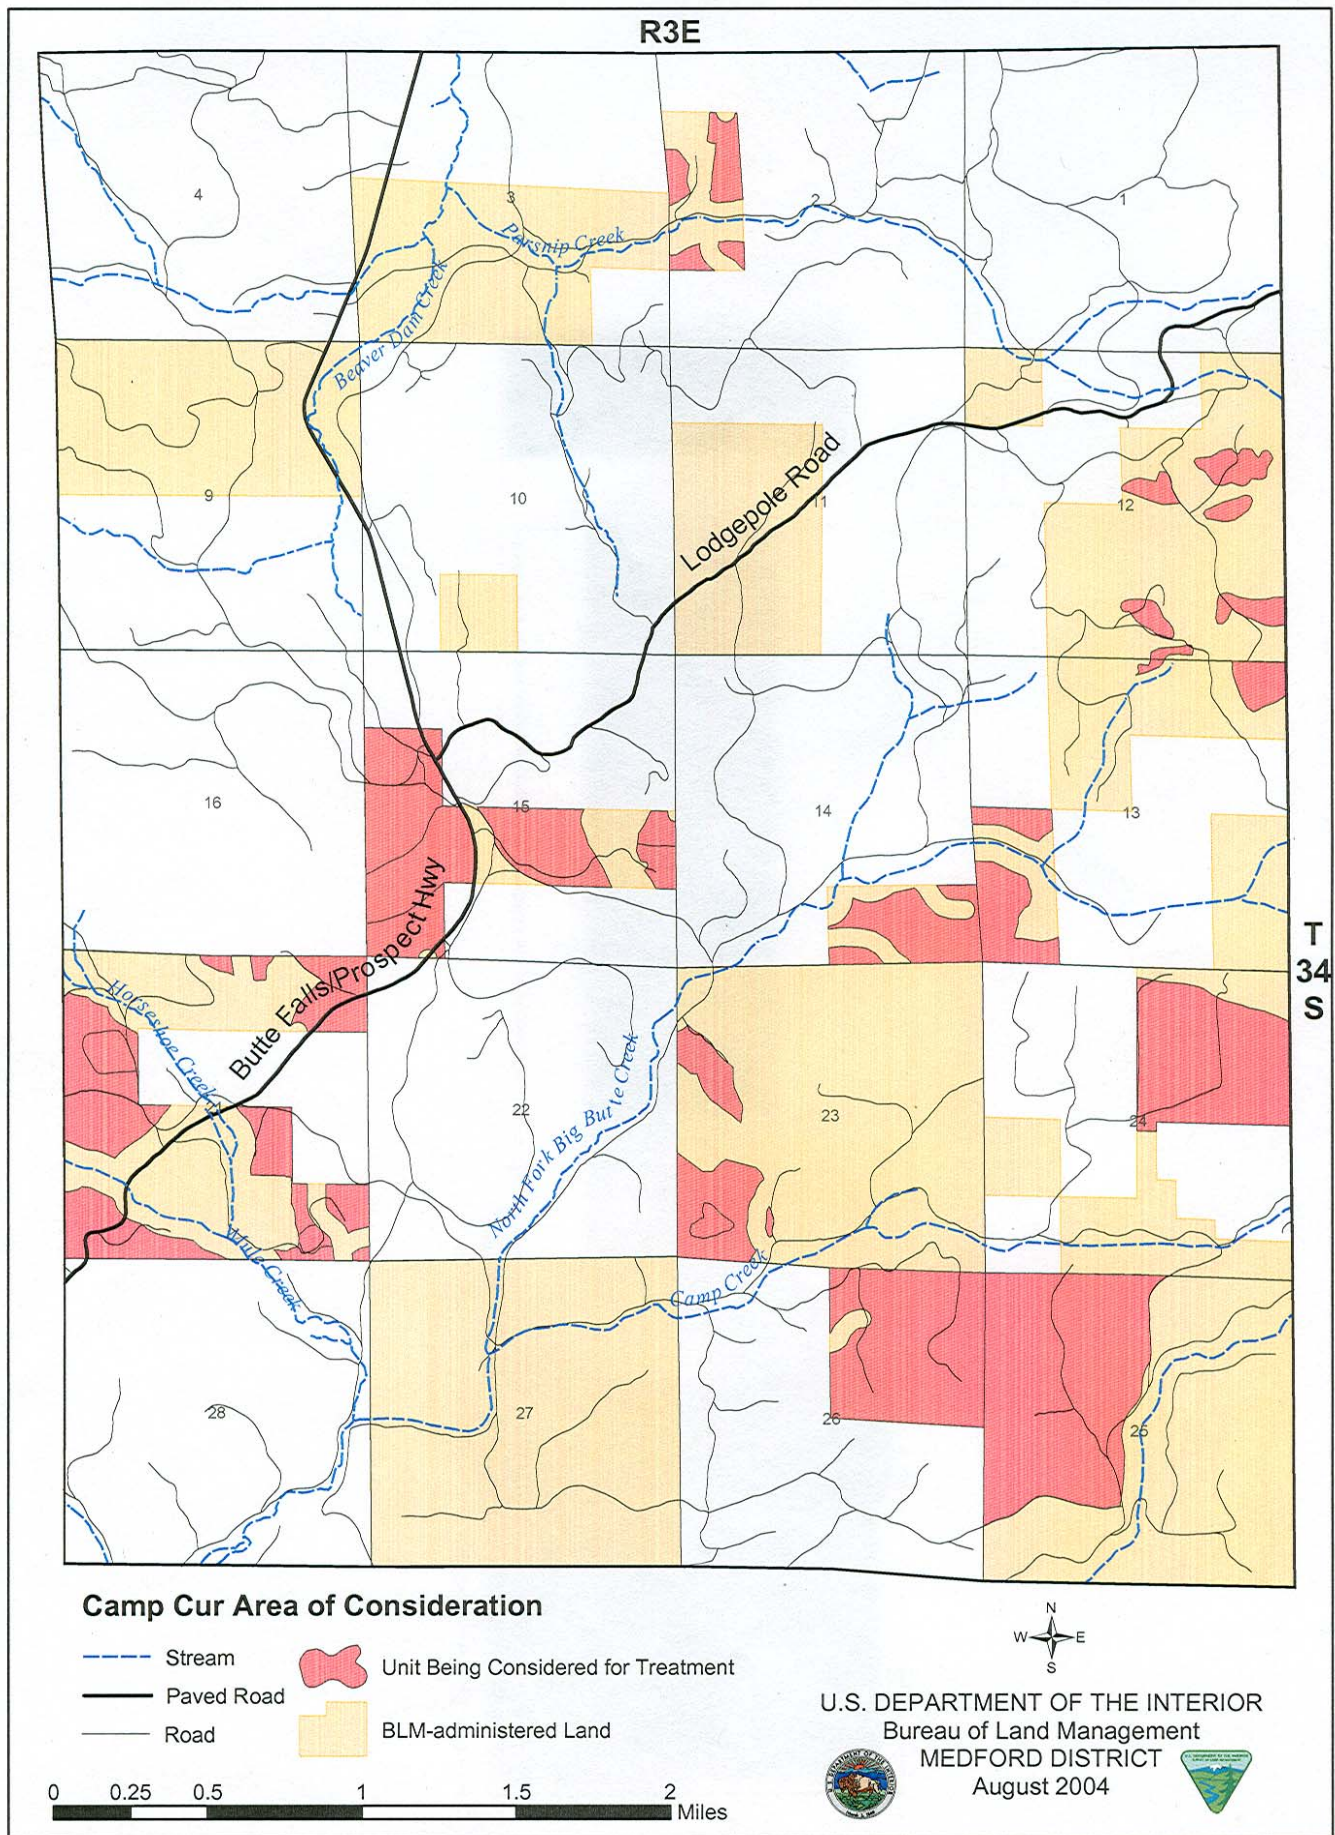 R3E
4
3
2
1
Parsnip Creek
Beaver Dam Creek
9
10
11
12
Lodgepole Road
16
15
14
13
Butte Falls/Prospect Hwy
T
34
S
Horseshoe Creek
21
22
23
24
North Fork Big Butte Creek
Mule Creek
Camp Creek
28
27
26
25
Camp Cur Area of Consideration
Stream
Paved Road
Road
Unit Being Considered for Treatment
BLM-administered Land
N
W E
S
U.S. DEPARTMENT OF THE INTERIOR
Bureau of Land Management
MEDFORD DISTRICT
August 2004
0 0.25 0.5 1 1.5 2 Miles